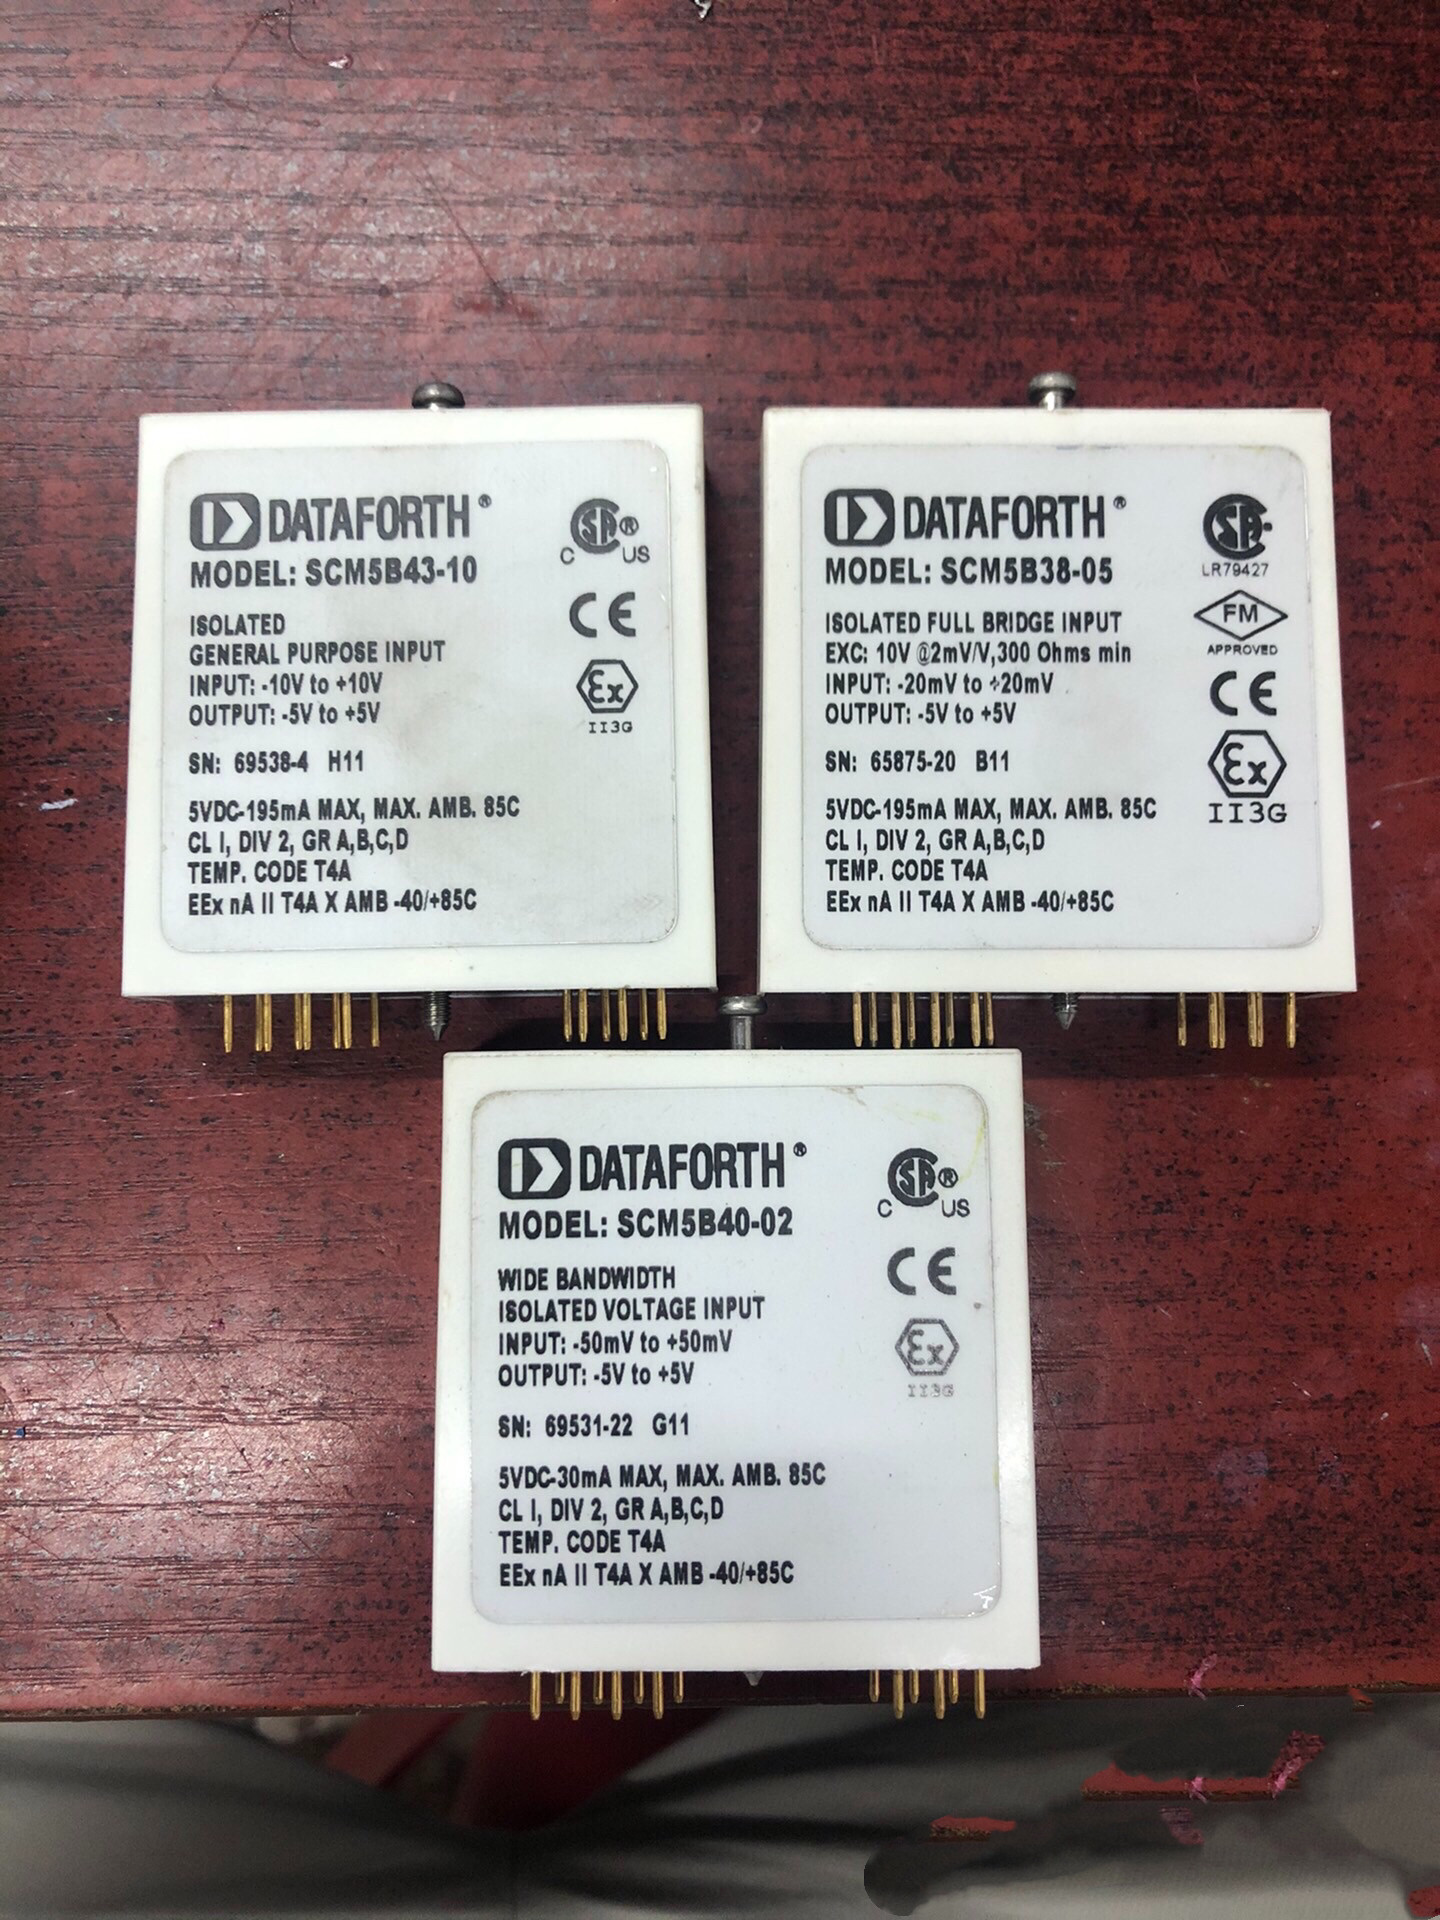 DATAFORTH®
MODEL: SCM5B43-10
ISOLATED
GENERAL PURPOSE INPUT
INPUT: -10V to +10V
OUTPUT: -5V to +5V
SN: 69538-4 H11
5VDC-195mA MAX, MAX. AMB. 85C
CL I, DIV 2, GR A,B,C,D
TEMP. CODE T4A
EEx nA II T4A X AMB -40/+85C
SA®
C US
CE
Ex
II3G
DATAFORTH®
MODEL: SCM5B38-05
ISOLATED FULL BRIDGE INPUT
EXC: 10V @2mV/V,300 Ohms min
INPUT: -20mV to +20mV
OUTPUT: -5V to +5V
SN: 65875-20 B11
5VDC-195mA MAX, MAX. AMB. 85C
CL I, DIV 2, GR A,B,C,D
TEMP. CODE T4A
EEx nA II T4A X AMB -40/+85C
SA
LR79427
FM
APPROVED
CE
Ex
II3G
DATAFORTH®
MODEL: SCM5B40-02
WIDE BANDWIDTH
ISOLATED VOLTAGE INPUT
INPUT: -50mV to +50mV
OUTPUT: -5V to +5V
SN: 69531-22 G11
5VDC-30mA MAX, MAX. AMB. 85C
CL I, DIV 2, GR A,B,C,D
TEMP. CODE T4A
EEx nA II T4A X AMB -40/+85C
SA®
C US
CE
Ex
II3G